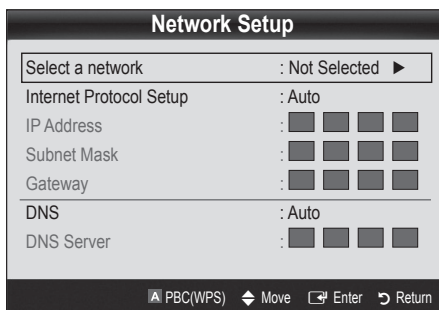 Network Setup
Select a network : Not Selected ►
Internet Protocol Setup : Auto
IP Address :
Subnet Mask :
Gateway :
DNS : Auto
DNS Server :
A PBC(WPS) Move Enter Return